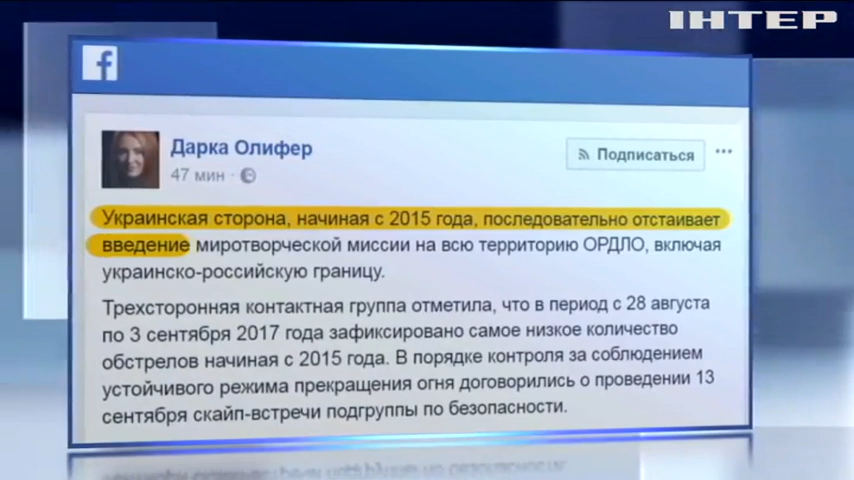 ІНТЕР
f
Дарка Олифер
Подписаться
47 мин
Украинская сторона, начиная с 2015 года, последовательно отстаивает
введение миротворческой миссии на всю территорию ОРДЛО, включая
украинско-российскую границу.
Трехсторонняя контактная группа отметила, что в период с 28 августа
по 3 сентября 2017 года зафиксировано самое низкое количество
обстрелов начиная с 2015 года. В порядке контроля за соблюдением
устойчивого режима прекращения огня договорились о проведении 13
сентября скайп-встречи подгруппы по безопасности.